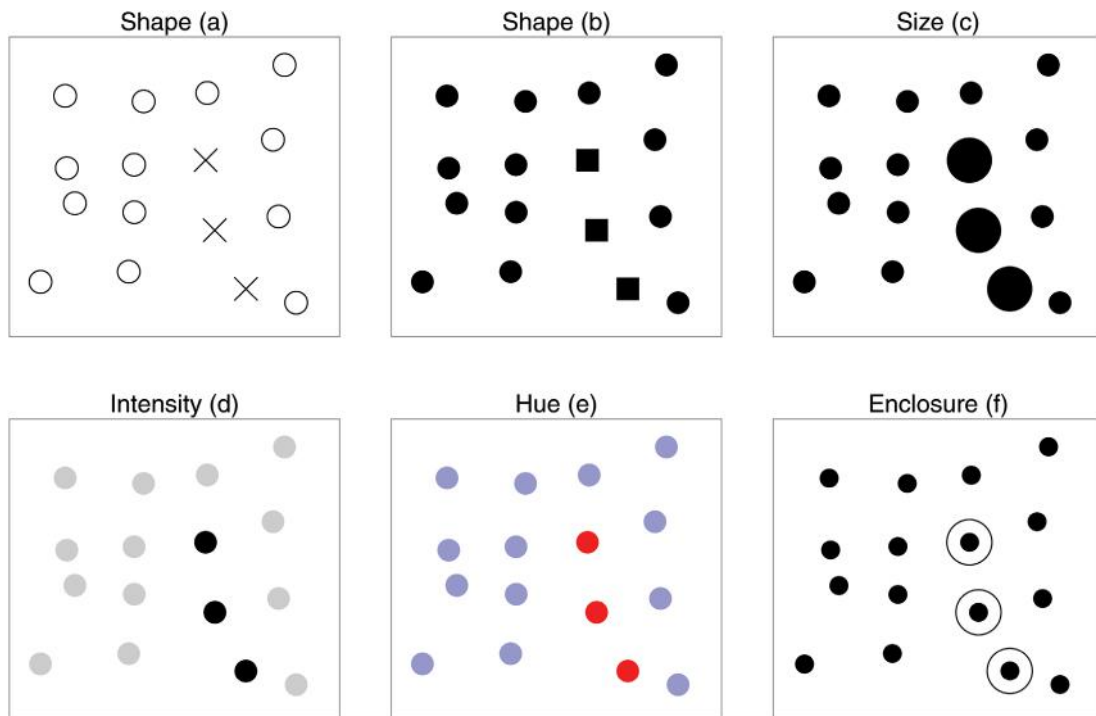 Shape (a)
Shape (b)
Size (c)
Intensity (d)
Hue (e)
Enclosure (f)